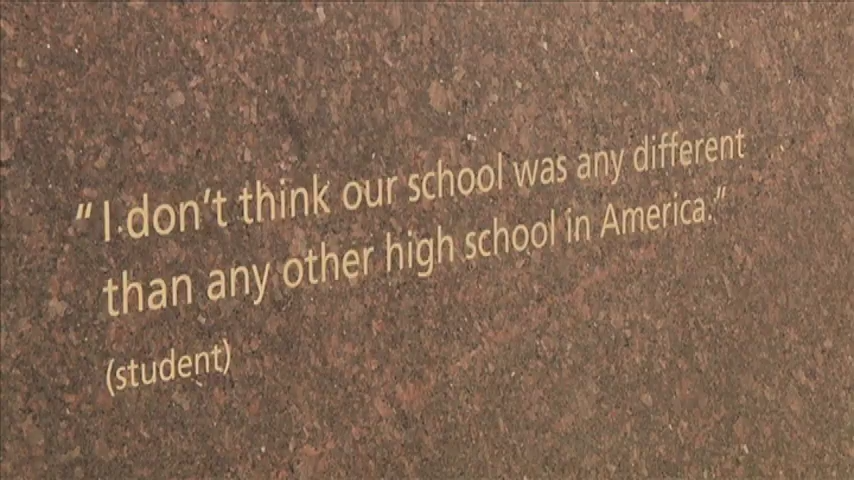 “I don't think our school was any different
than any other high school in America.”
(student)